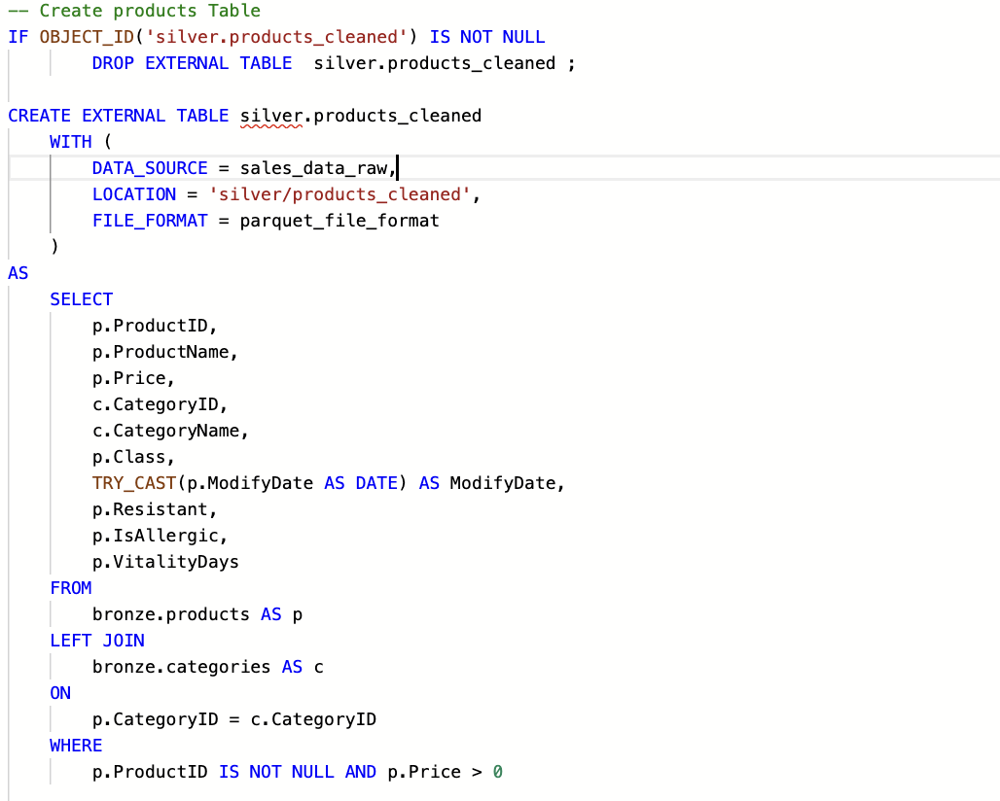 -- Create products Table
IF OBJECT_ID('silver.products_cleaned') IS NOT NULL
DROP EXTERNAL TABLE  silver.products_cleaned ;
CREATE EXTERNAL TABLE silver.products_cleaned
WITH (
DATA_SOURCE = sales_data_raw,
LOCATION = 'silver/products_cleaned',
FILE_FORMAT = parquet_file_format
)
AS
SELECT
p.ProductID,
p.ProductName,
p.Price,
c.CategoryID,
c.CategoryName,
p.Class,
TRY_CAST(p.ModifyDate AS DATE) AS ModifyDate,
p.Resistant,
p.IsAllergic,
p.VitalityDays
FROM
bronze.products AS p
LEFT JOIN
bronze.categories AS c
ON
p.CategoryID = c.CategoryID
WHERE
p.ProductID IS NOT NULL AND p.Price > 0